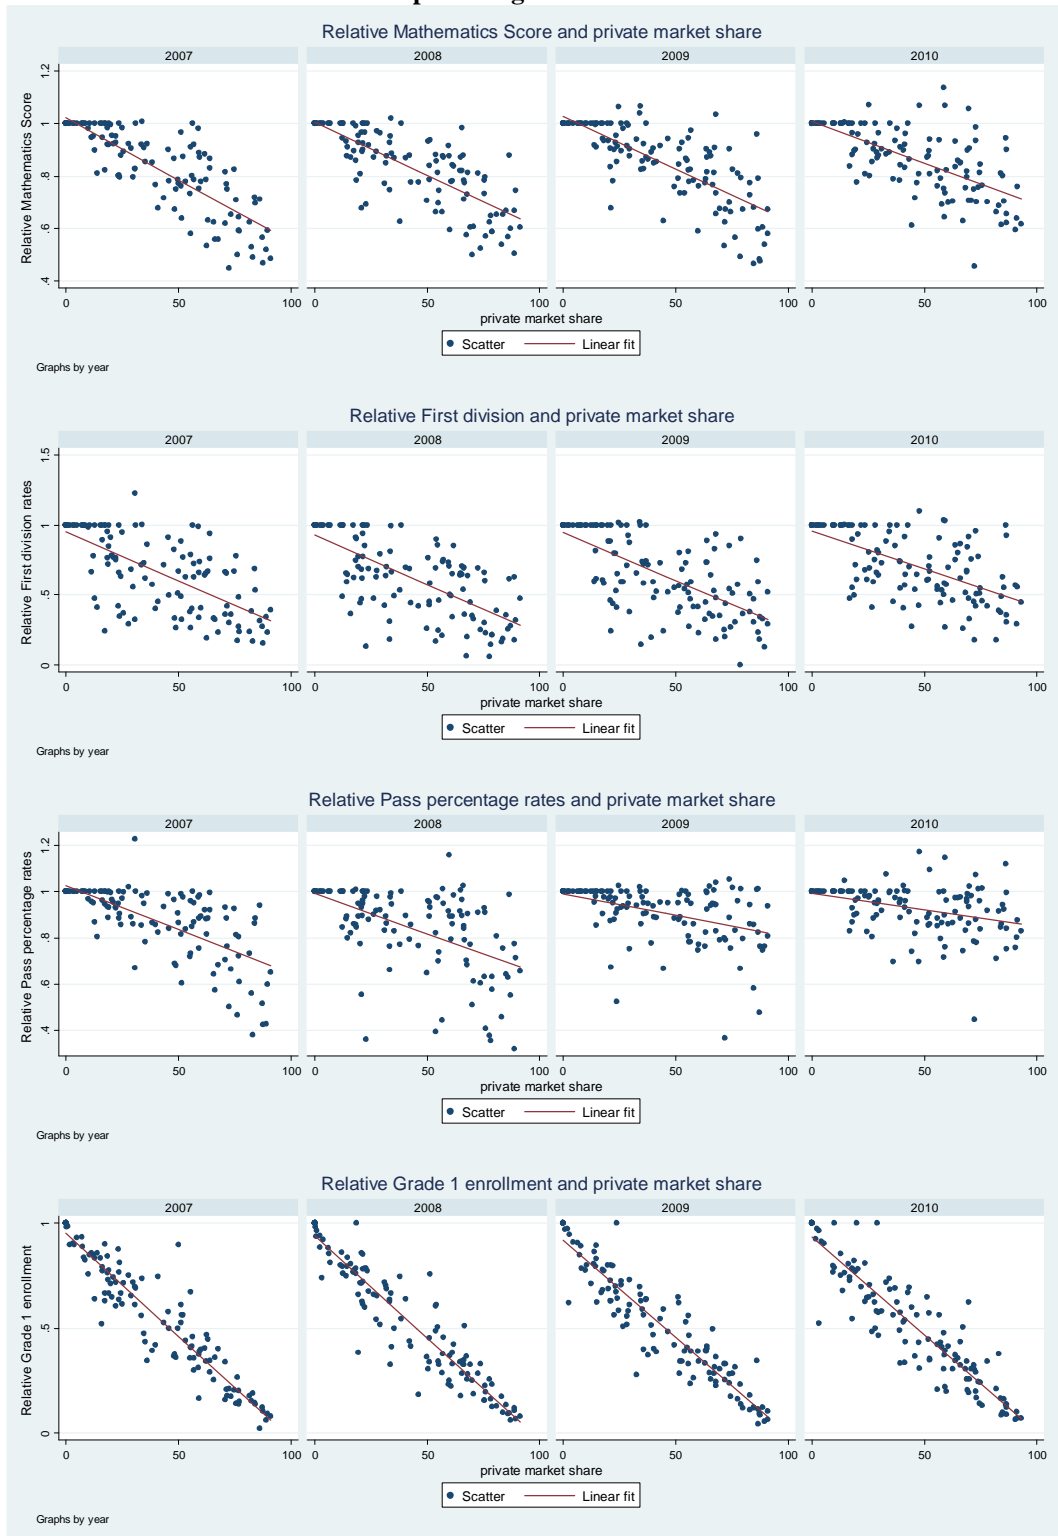 Relative Mathematics Score and private market share
2007 2008 2009 2010
Relative Mathematics Score
1.2
1
.8
.6
.4
0 50 100 0 50 100 0 50 100 0 50 100
private market share
Scatter Linear fit
Graphs by year
Relative First division and private market share
2007 2008 2009 2010
Relative First division rates
1.5
1
.5
0
0 50 100 0 50 100 0 50 100 0 50 100
private market share
Scatter Linear fit
Graphs by year
Relative Pass percentage rates and private market share
2007 2008 2009 2010
Relative Pass percentage rates
1.2
1
.8
.6
.4
0 50 100 0 50 100 0 50 100 0 50 100
private market share
Scatter Linear fit
Graphs by year
Relative Grade 1 enrollment and private market share
2007 2008 2009 2010
Relative Grade 1 enrollment
1
.5
0
0 50 100 0 50 100 0 50 100 0 50 100
private market share
Scatter Linear fit
Graphs by year